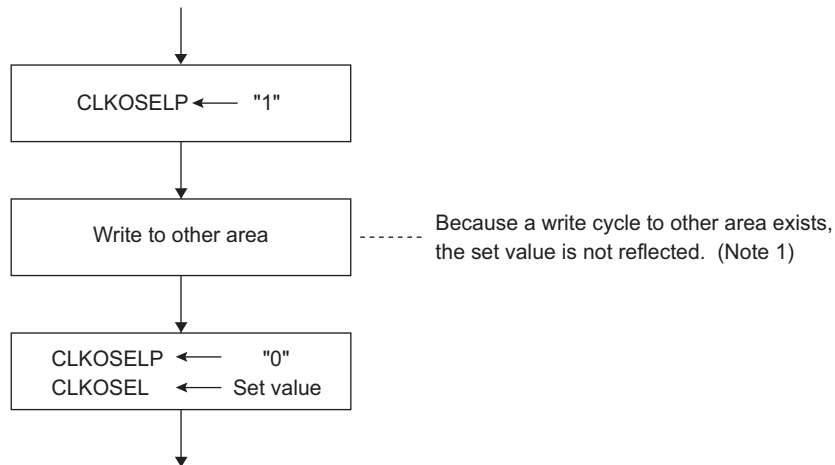 CLKOSELP ← "1"
Write to other area
Because a write cycle to other area exists,
the set value is not reflected. (Note 1)
CLKOSELP ← "0"
CLKOSEL ← Set value